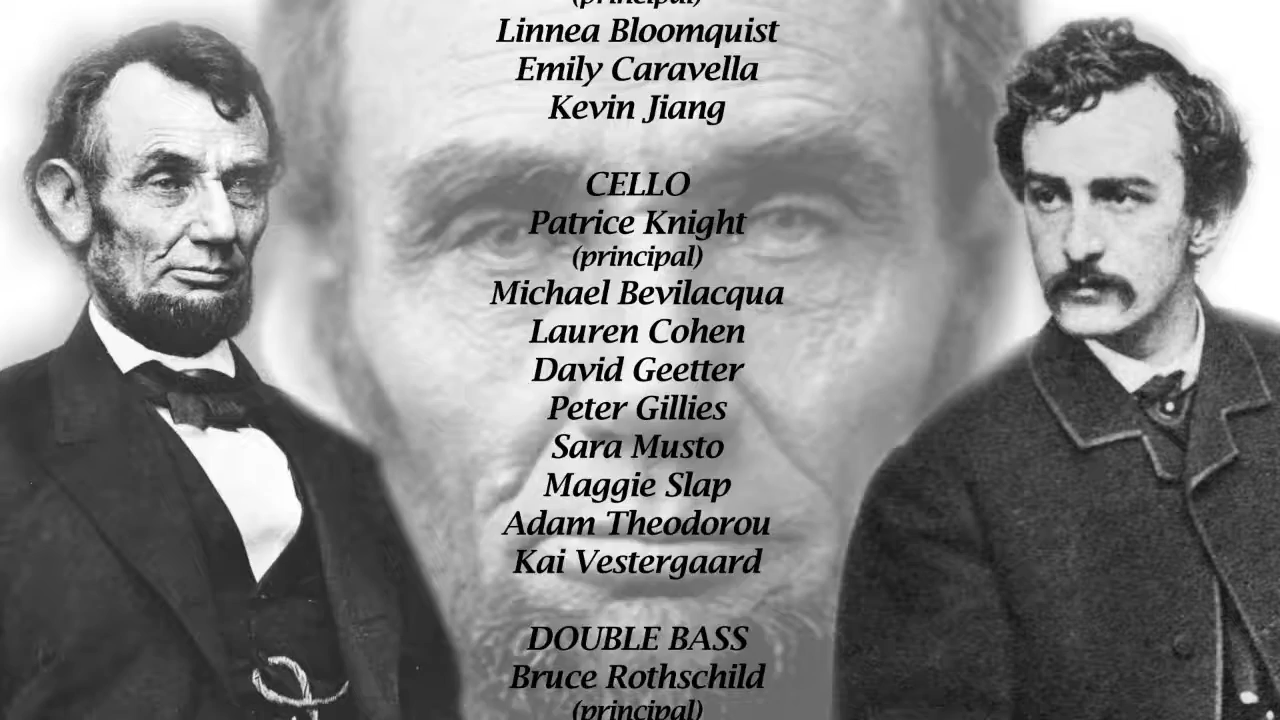 (principal)
Linnea Bloomquist
Emily Caravella
Kevin Jiang
CELLO
Patrice Knight
(principal)
Michael Bevilacqua
Lauren Cohen
David Geetter
Peter Gillies
Sara Musto
Maggie Slap
Adam Theodorou
Kai Vestergaard
DOUBLE BASS
Bruce Rothschild
(principal)